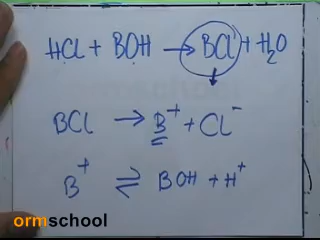 HCl + BOH → BCl + H2O
BCl → B+ + Cl-
B+ ⇌ BOH + H+
ormschool